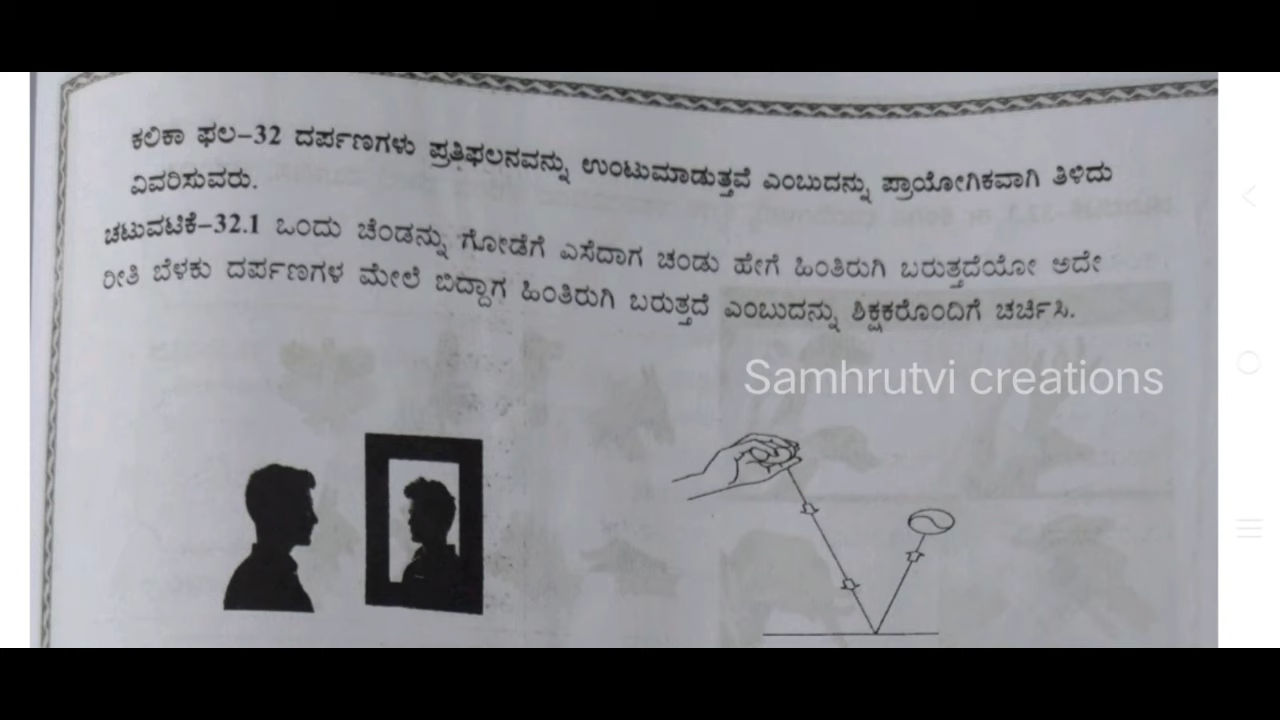 ಕಲಿಕಾ ಫಲ-32 ದರ್ಪಣಗಳು ಪ್ರತಿಫಲನವನ್ನು ಉಂಟುಮಾಡುತ್ತವೆ ಎಂಬುದನ್ನು ಪ್ರಾಯೋಗಿಕವಾಗಿ ತಿಳಿದು
ವಿವರಿಸುವರು.
ಚಟುವಟಿಕೆ-32.1 ಒಂದು ಚೆಂಡನ್ನು ಗೋಡೆಗೆ ಎಸೆದಾಗ ಚಂಡು ಹೇಗೆ ಹಿಂತಿರುಗಿ ಬರುತ್ತದೆಯೋ ಅದೇ
ರೀತಿ ಬೆಳಕು ದರ್ಪಣಗಳ ಮೇಲೆ ಬಿದ್ದಾಗ ಹಿಂತಿರುಗಿ ಬರುತ್ತದೆ ಎಂಬುದನ್ನು ಶಿಕ್ಷಕರೊಂದಿಗೆ ಚರ್ಚಿಸಿ.
Samhrutvi creations